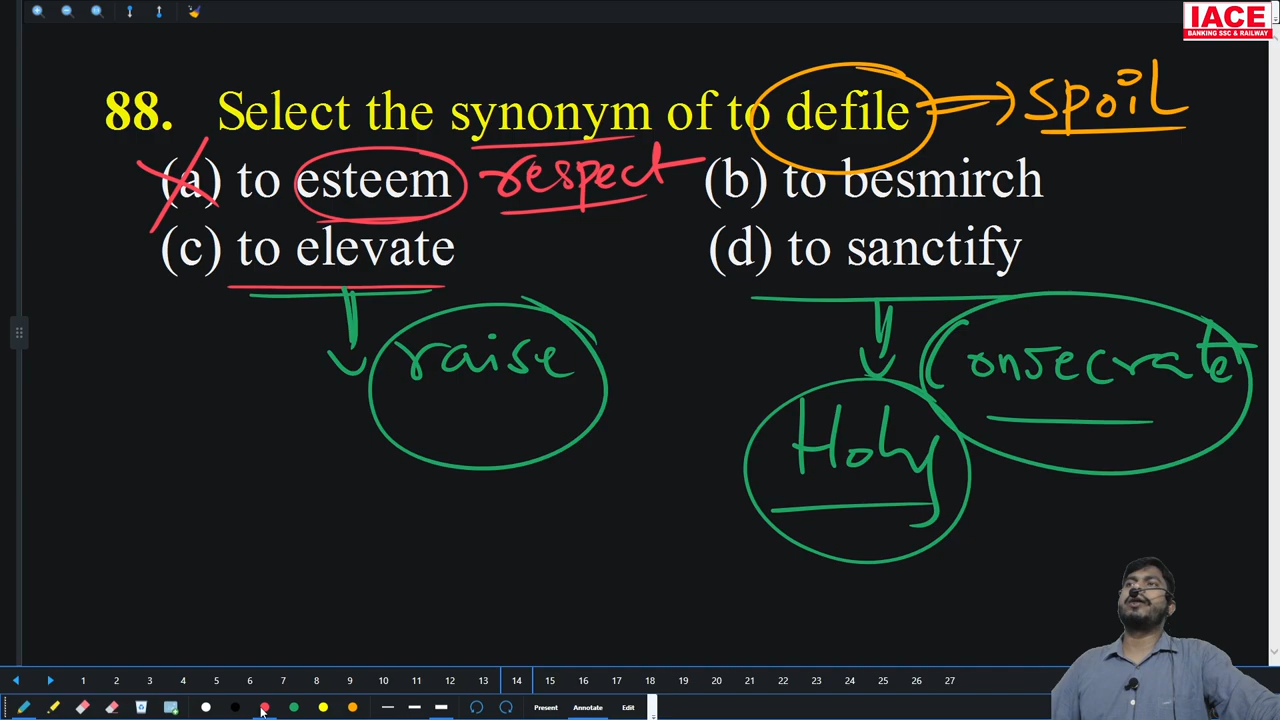 IACE
BANKING SSC & RAILWAY
88. Select the synonym of to defile ⇒ spoil
(a) to esteem respect (b) to besmirch
(c) to elevate (d) to sanctify
raise Consecrate
Holy
1 2 3 4 5 6 7 8 9 10 11 12 13 14 15 16 17 18 19 20 21 22 23 24 25 26 27
Present Annotate Edit